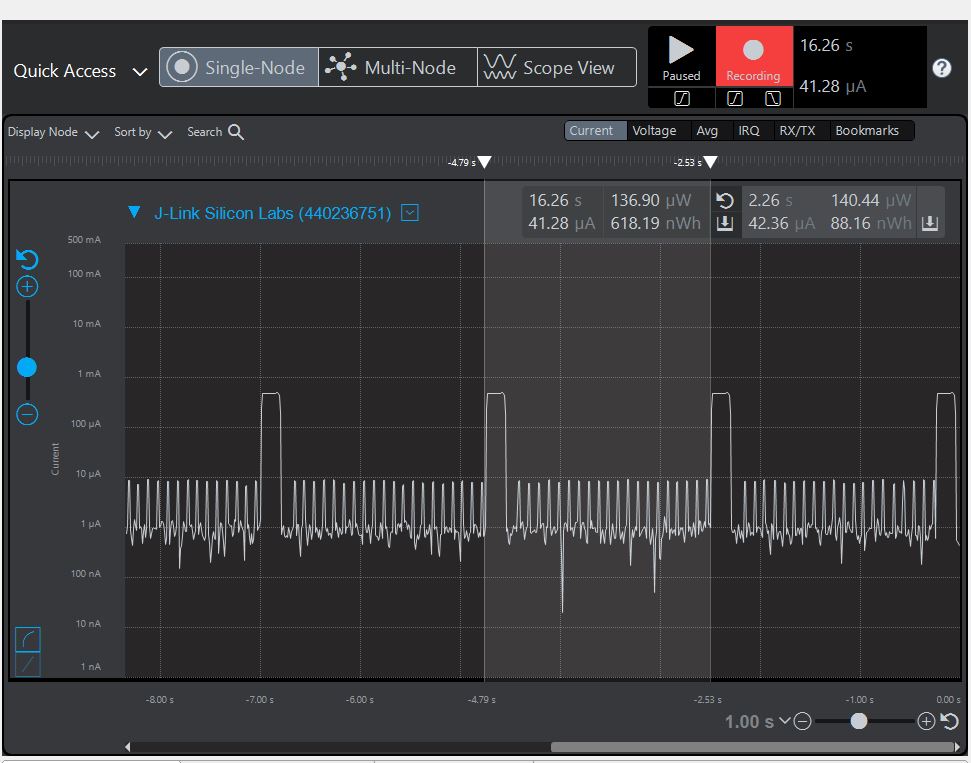 Quick Access
Single-Node
Multi-Node
Scope View
Paused
Recording
16.26 s
41.28 µA
Display Node
Sort by
Search
Current
Voltage
Avg
IRQ
RX/TX
Bookmarks
-4.79 s
-2.53 s
J-Link Silicon Labs (440236751)
16.26 s 136.90 µW
41.28 µA 618.19 nWh
2.26 s 140.44 µW
42.36 µA 88.16 nWh
500 mA
100 mA
10 mA
1 mA
100 µA
10 µA
1 µA
100 nA
10 nA
1 nA
Current
-8.00 s
-7.00 s
-6.00 s
-4.79 s
-2.53 s
-1.00 s
0.00 s
1.00 s